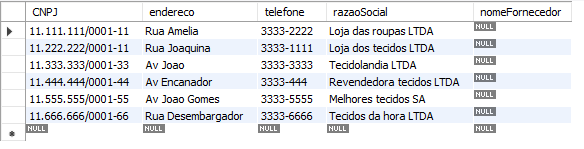 CNPJ endereco telefone razaoSocial nomeFornecedor
11.111.111/0001-11 Rua Amelia 3333-2222 Loja das roupas LTDA NULL
11.222.222/0001-11 Rua Joaquina 3333-1111 Loja dos tecidos LTDA NULL
11.333.333/0001-33 Av Joao 3333-3333 Tecidolandia LTDA NULL
11.444.444/0001-44 Av Encanador 3333-444 Revendedora tecidos LTDA NULL
11.555.555/0001-55 Av Joao Gomes 3333-5555 Melhores tecidos SA NULL
11.666.666/0001-66 Rua Desembargador 3333-6666 Tecidos da hora LTDA NULL
NULL NULL NULL NULL NULL